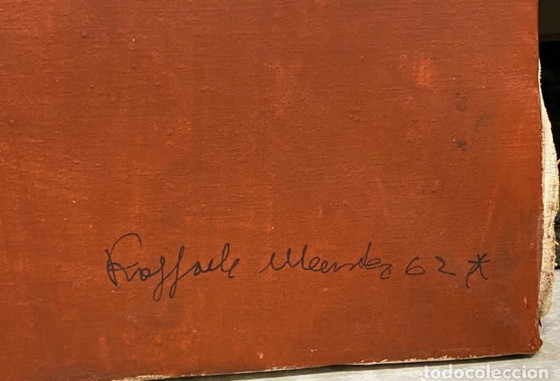 Raffaele 62 *
todocoleccion